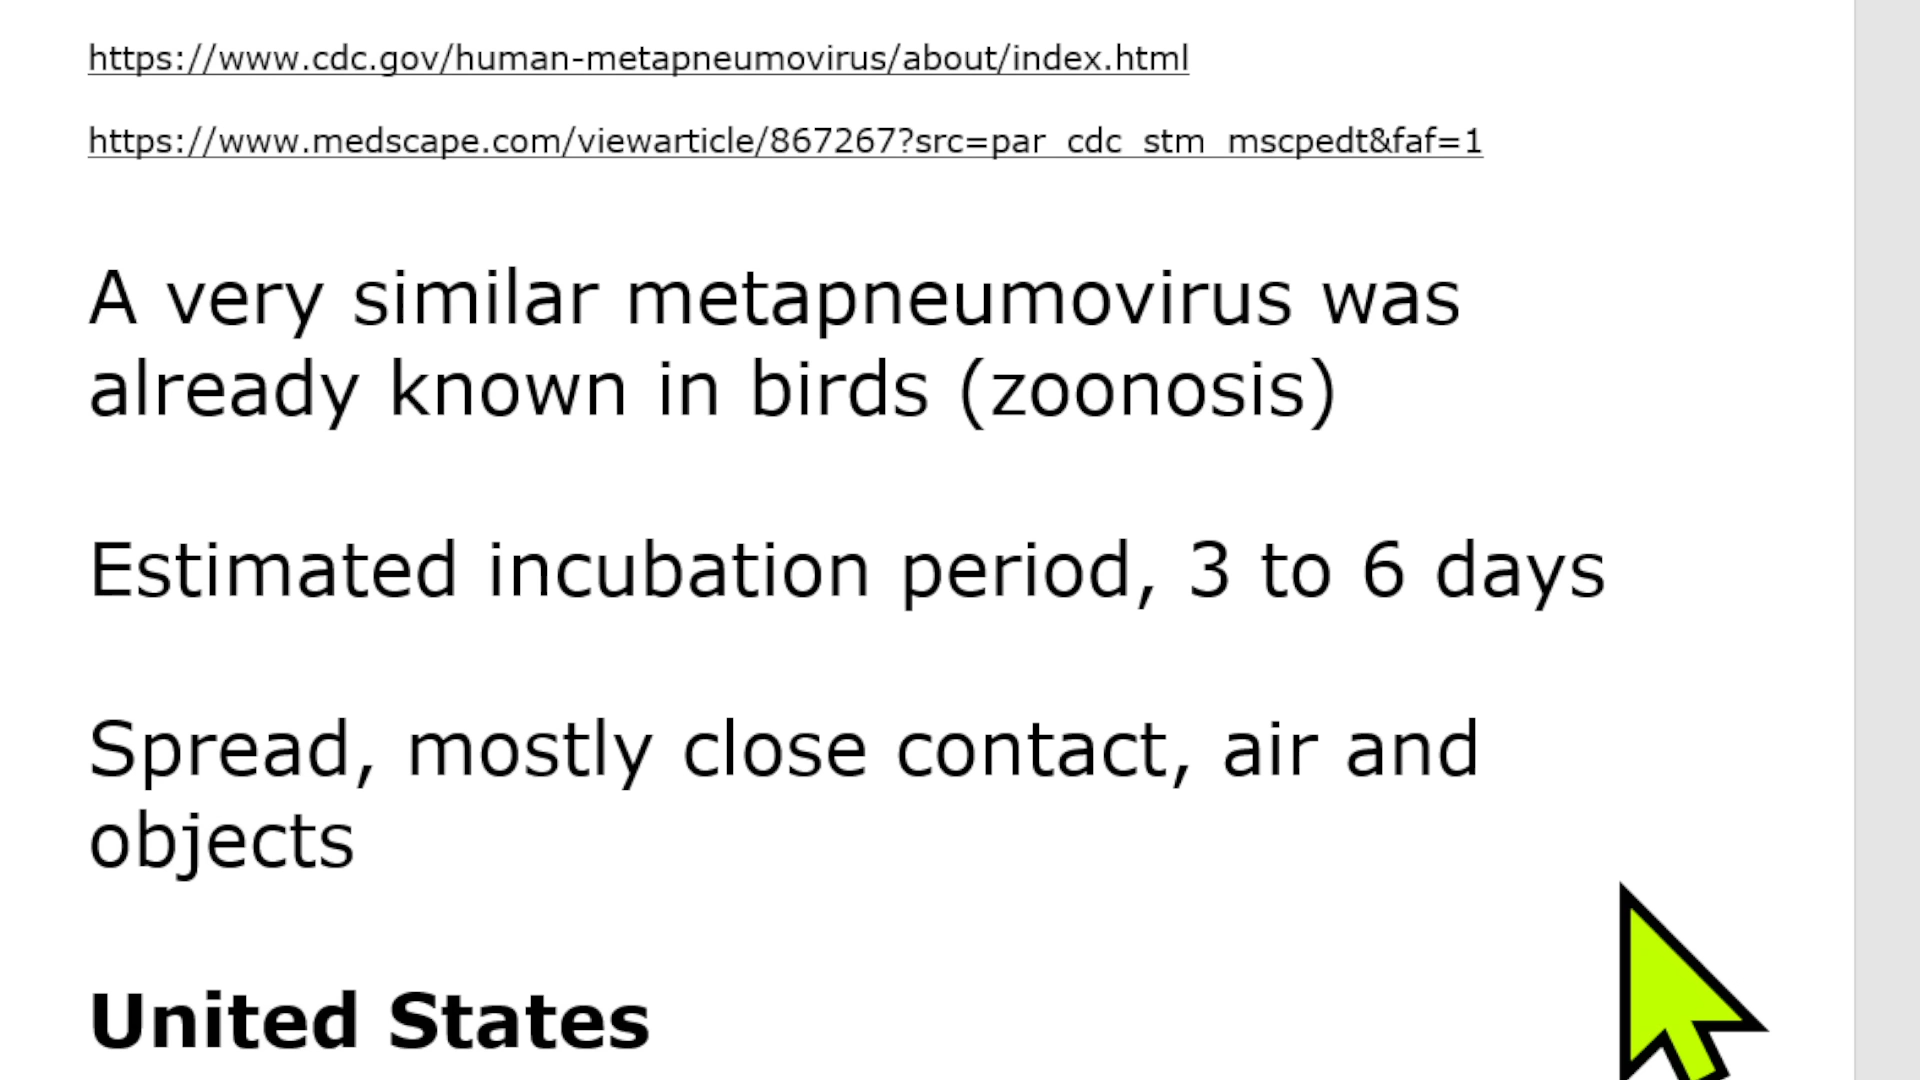 https://www.cdc.gov/human-metapneumovirus/about/index.html
https://www.medscape.com/viewarticle/867267?src=par_cdc_stm_mscpedt&faf=1
A very similar metapneumovirus was
already known in birds (zoonosis)
Estimated incubation period, 3 to 6 days
Spread, mostly close contact, air and
objects
United States